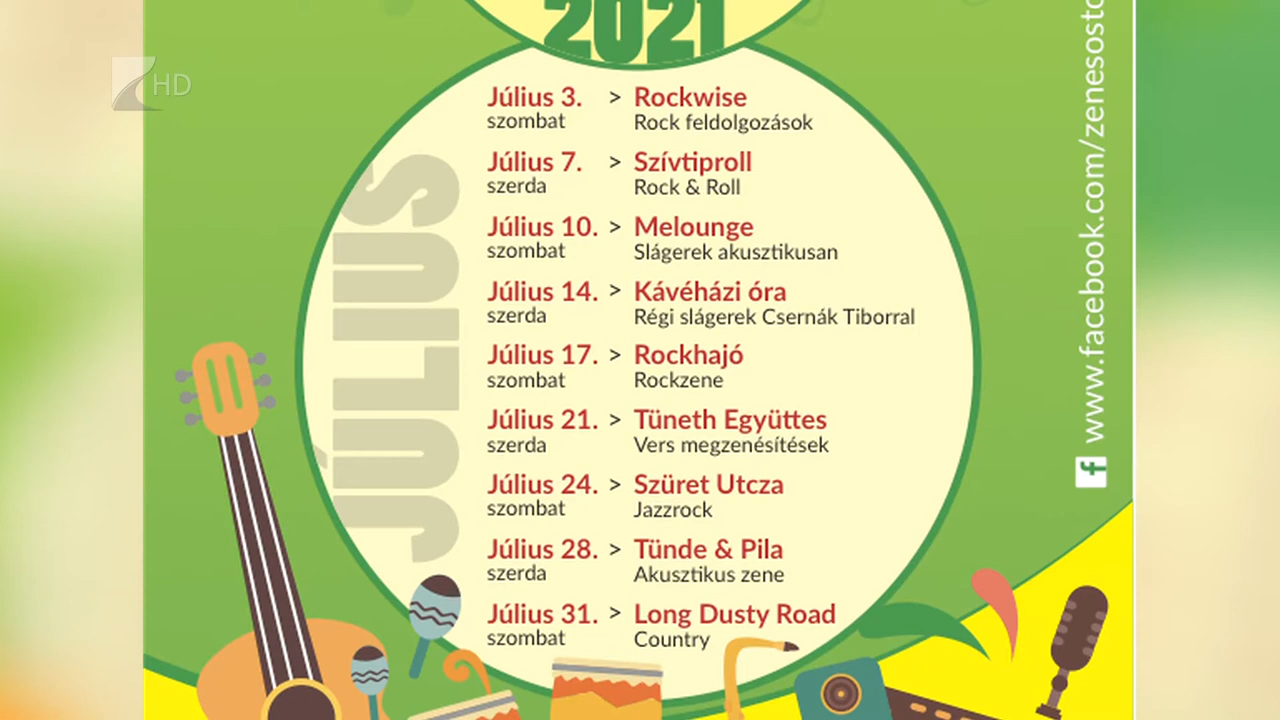 2021
HD
JÚLIUS
Július 3. > Rockwise
szombat Rock feldolgozások
Július 7. > Szívtiproll
szerda Rock & Roll
Július 10. > Melounge
szombat Slágerek akusztikusan
Július 14. > Kávéházi óra
szerda Régi slágerek Csernák Tiborral
Július 17. > Rockhajó
szombat Rockzene
Július 21. > Tüneth Együttes
szerda Vers megzenésítések
Július 24. > Szüret Utcza
szombat Jazzrock
Július 28. > Tünde & Pila
szerda Akusztikus zene
Július 31. > Long Dusty Road
szombat Country
f www.facebook.com/zenesosto